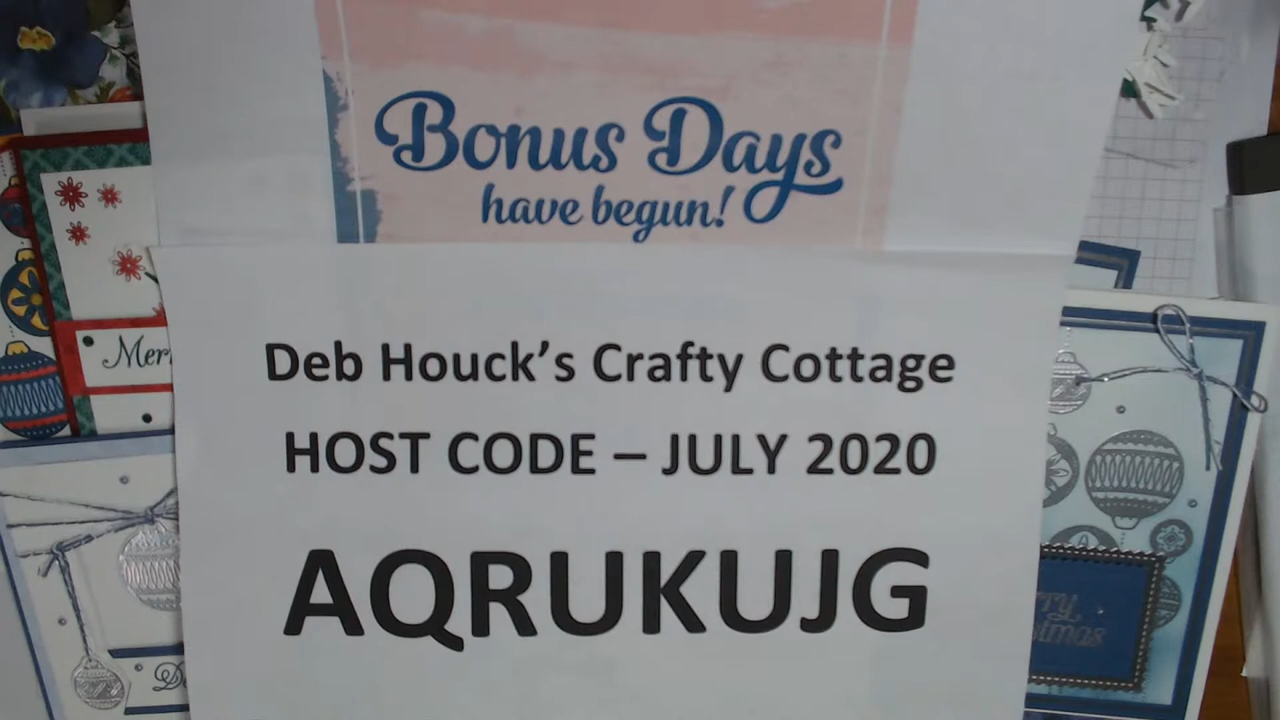 Bonus Days
have begun!
Deb Houck’s Crafty Cottage
HOST CODE – JULY 2020
AQRUKUJG